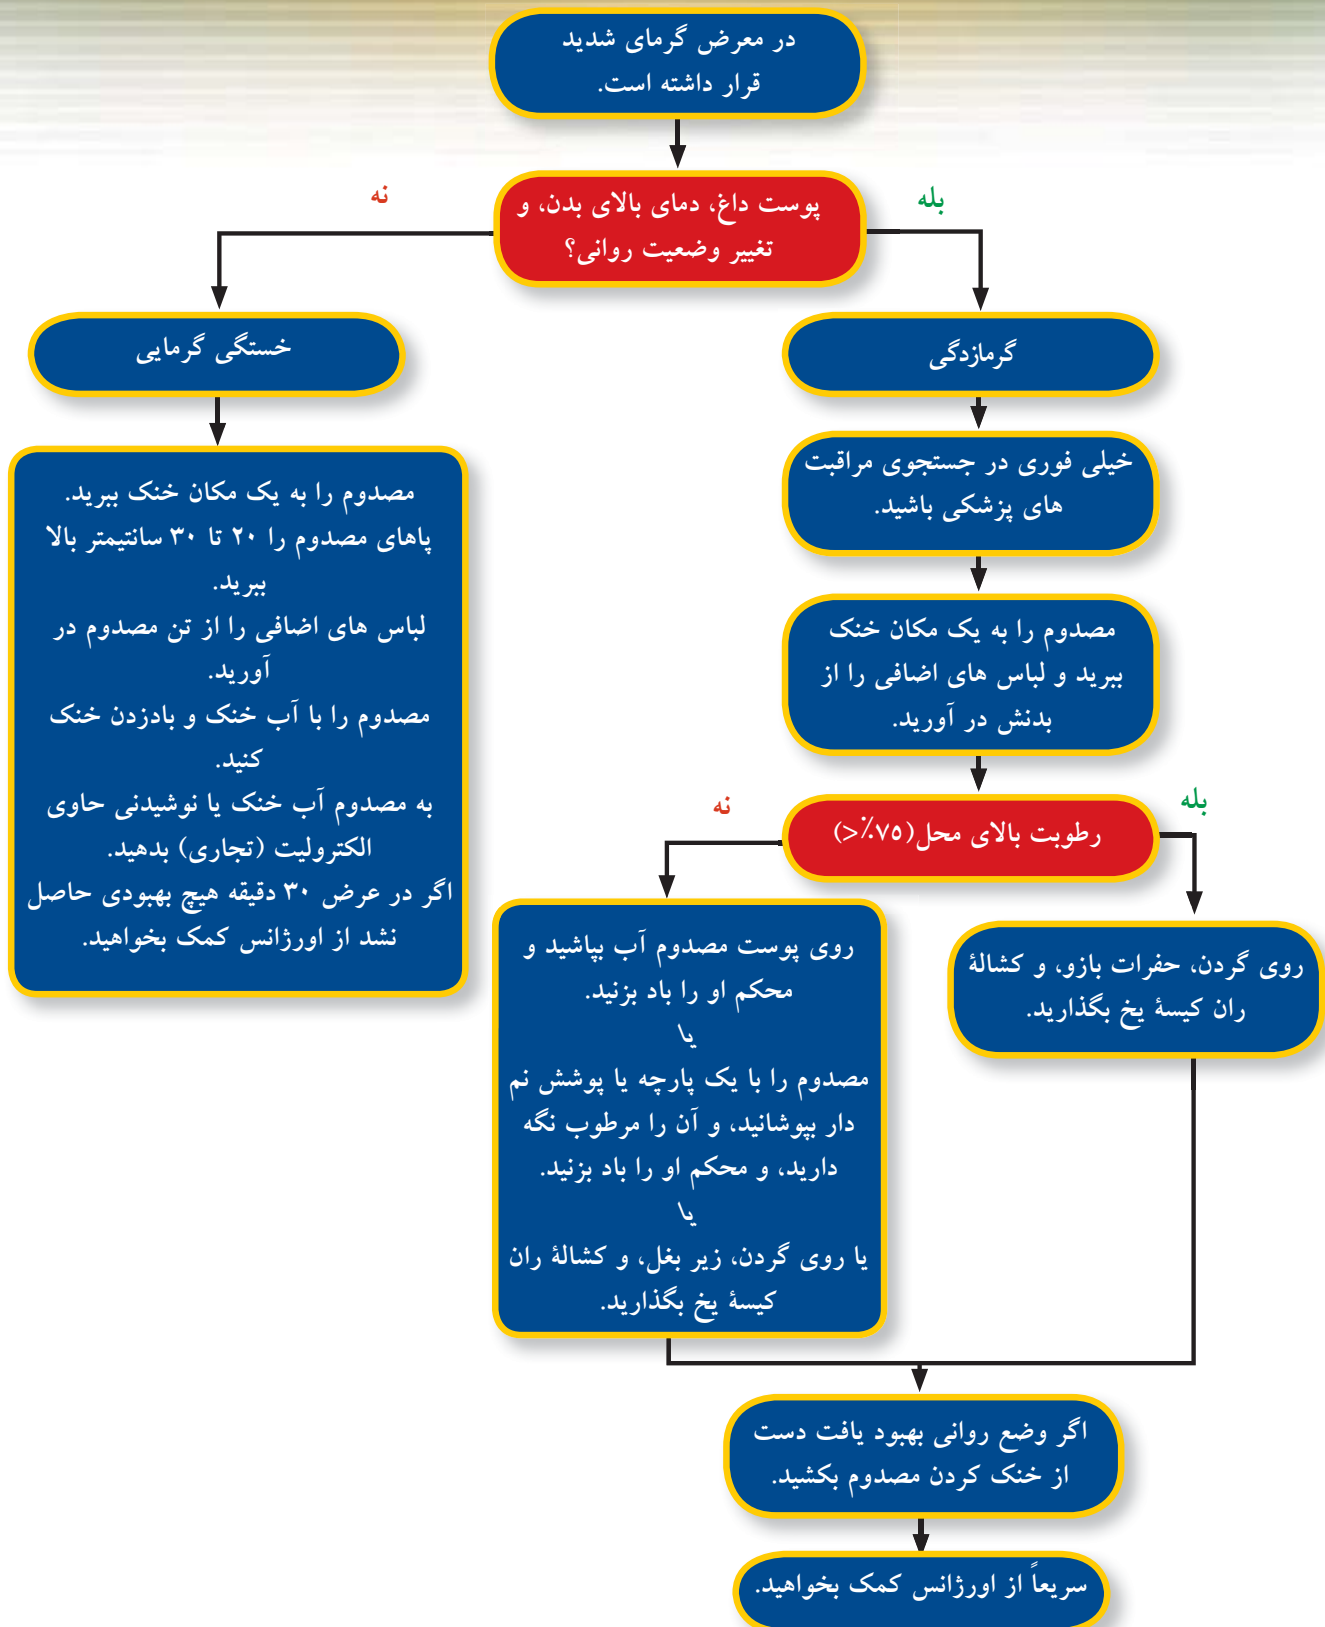 در معرض گرمای شدید
قرار داشته است.
پوست داغ، دمای بالای بدن، و
تغییر وضعیت روانی؟
بله
نه
گرمازدگی
خیلی فوری در جستجوی مراقبت
های پزشکی باشید.
مصدوم را به یک مکان خنک
ببرید و لباس های اضافی را از
بدنش در آورید.
رطوبت بالای محل(۷۵٪<)
بله
نه
روی گردن، حفرات بازو، و کشالهٔ
ران کیسهٔ یخ بگذارید.
روی پوست مصدوم آب بپاشید و
محکم او را باد بزنید.
یا
مصدوم را با یک پارچه یا پوشش نم
دار بپوشانید، و آن را مرطوب نگه
دارید، و محکم او را باد بزنید.
یا
یا روی گردن، زیر بغل، و کشالهٔ ران
کیسهٔ یخ بگذارید.
اگر وضع روانی بهبود یافت دست
از خنک کردن مصدوم بکشید.
سریعاً از اورژانس کمک بخواهید.
خستگی گرمایی
مصدوم را به یک مکان خنک ببرید.
پاهای مصدوم را ۲۰ تا ۳۰ سانتیمتر بالا
ببرید.
لباس های اضافی را از تن مصدوم در
آورید.
مصدوم را با آب خنک و بادزدن خنک
کنید.
به مصدوم آب خنک یا نوشیدنی حاوی
الکترولیت (تجاری) بدهید.
اگر در عرض ۳۰ دقیقه هیچ بهبودی حاصل
نشد از اورژانس کمک بخواهید.